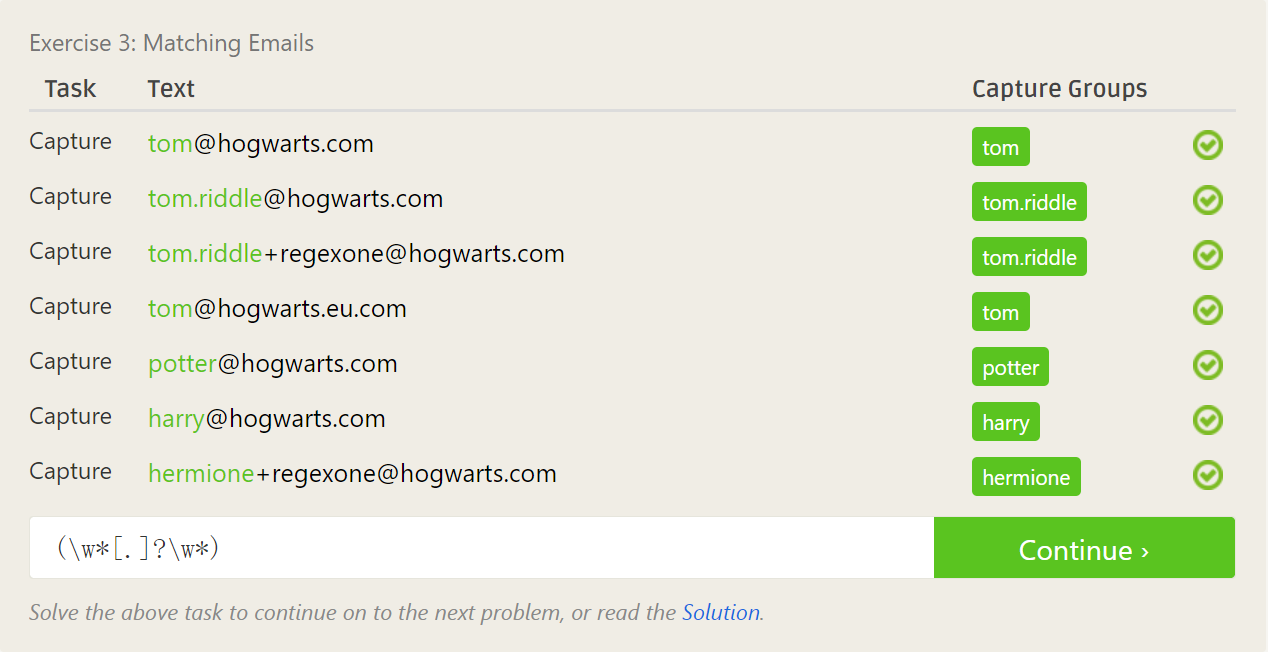 Exercise 3: Matching Emails
Task Text Capture Groups
Capture tom@hogwarts.com tom
Capture tom.riddle@hogwarts.com tom.riddle
Capture tom.riddle+regexone@hogwarts.com tom.riddle
Capture tom@hogwarts.eu.com tom
Capture potter@hogwarts.com potter
Capture harry@hogwarts.com harry
Capture hermione+regexone@hogwarts.com hermione
(\w*[.]?\w*) Continue ›
Solve the above task to continue on to the next problem, or read the Solution.